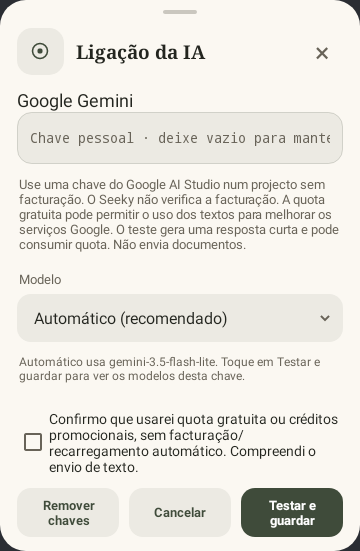 Ligação da IA
Google Gemini
Chave pessoal · deixe vazio para mante
Use uma chave do Google AI Studio num projecto sem
facturação. O Seeky não verifica a facturação. A quota
gratuita pode permitir o uso dos textos para melhorar os
serviços Google. O teste gera uma resposta curta e pode
consumir quota. Não envia documentos.
Modelo
Automático (recomendado)
Automático usa gemini-3.5-flash-lite. Toque em Testar e
guardar para ver os modelos desta chave.
Confirmo que usarei quota gratuita ou créditos
promocionais, sem facturação/
recarregamento automático. Compreendi o
envio de texto.
Remover
chaves
Cancelar
Testar e
guardar